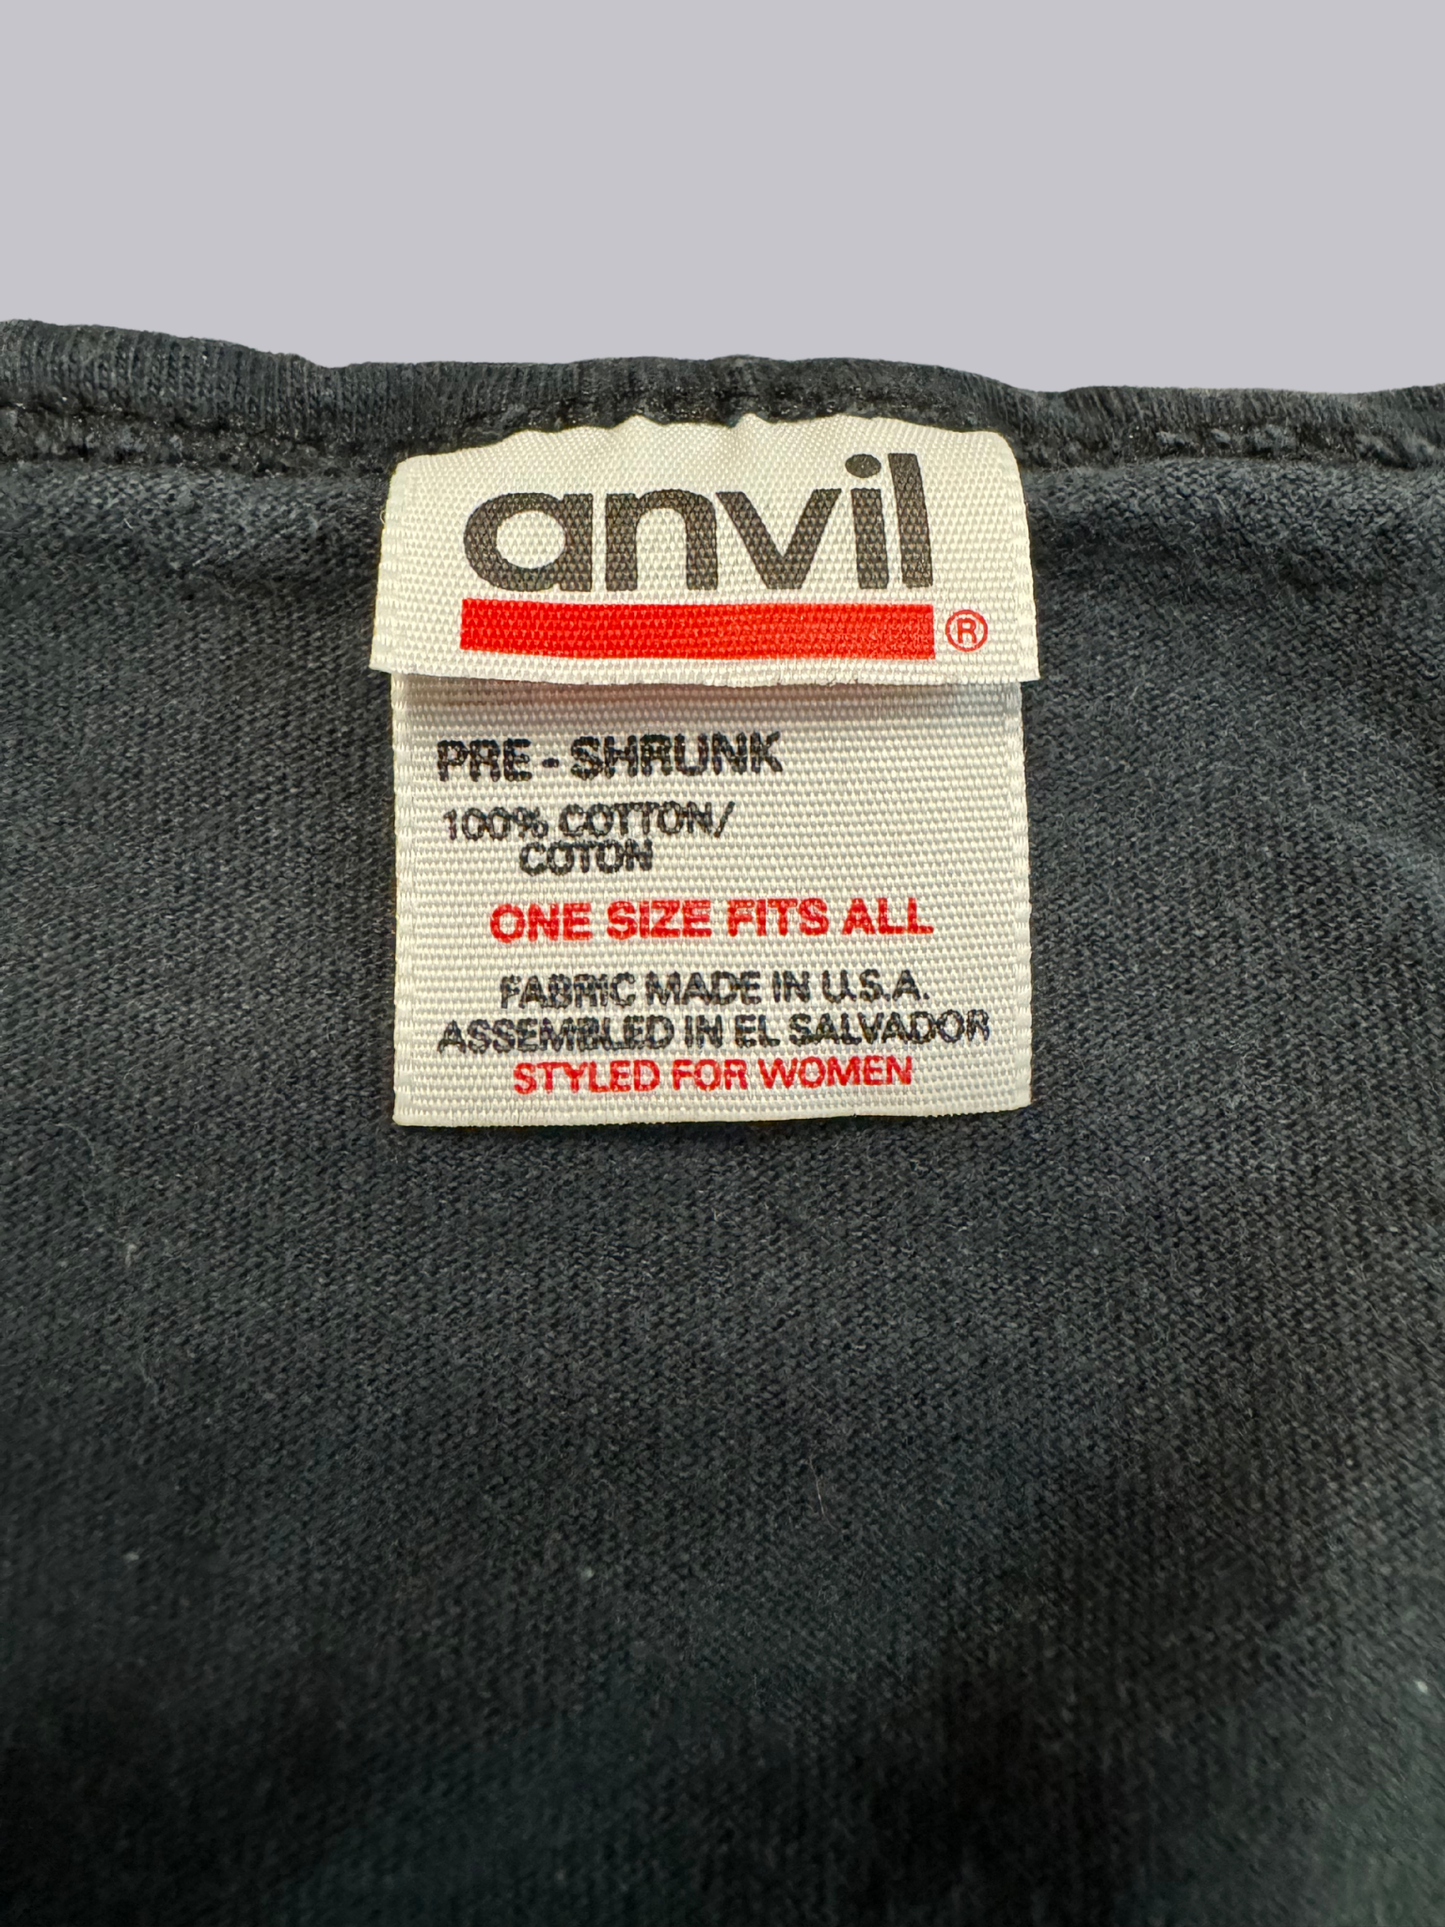 anvil
®
PRE-SHRUNK
100% COTTON/
COTON
ONE SIZE FITS ALL
FABRIC MADE IN U.S.A.
ASSEMBLED IN EL SALVADOR
STYLED FOR WOMEN